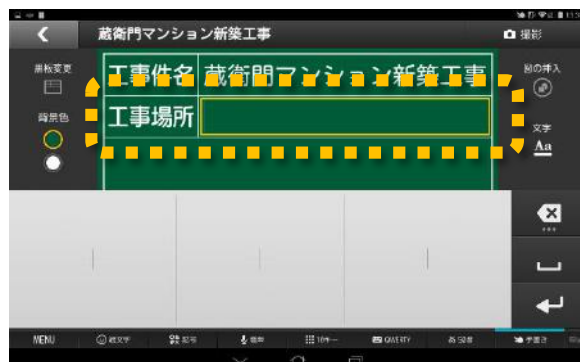 蔵衛門マンション新築工事
撮影
黒板変更
工事件名 蔵衛門マンション新築工事
図の挿入
背景色
工事場所
文字
Aa
MENU
絵文字
記号
音声
10キー
QWERTY
50音
手書き